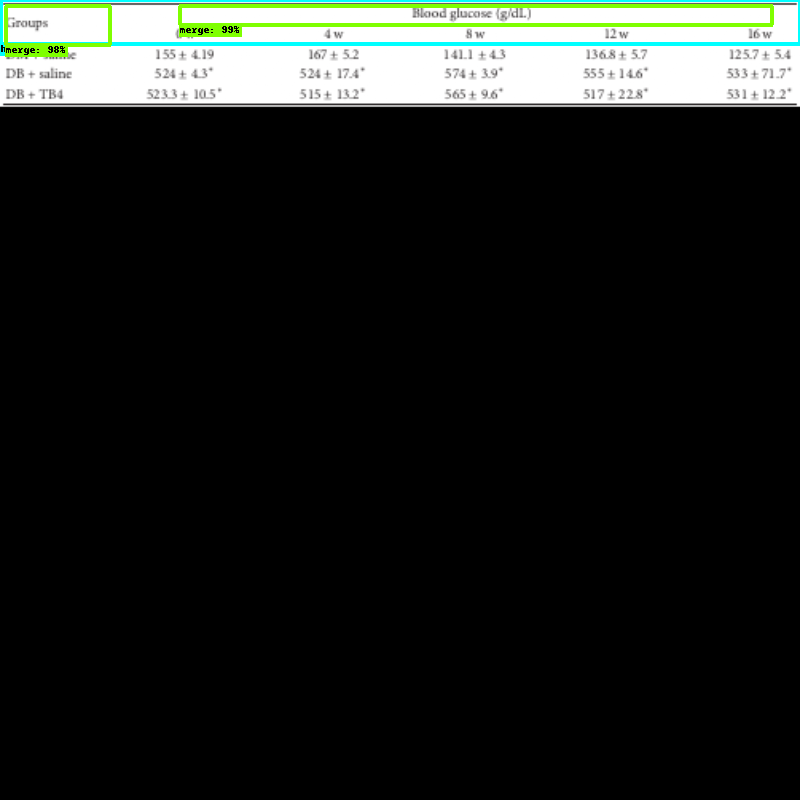 Groups Blood glucose (g/dL)
merge: 99%
4 w 8 w 12 w 16 w
merge: 98%
155 ± 4.19 167 ± 5.2 141.1 ± 4.3 136.8 ± 5.7 125.7 ± 5.4
DB + saline 524 ± 4.3* 524 ± 17.4* 574 ± 3.9* 555 ± 14.6* 533 ± 71.7*
DB + TB4 523.3 ± 10.5* 515 ± 13.2* 565 ± 9.6* 517 ± 22.8* 531 ± 12.2*